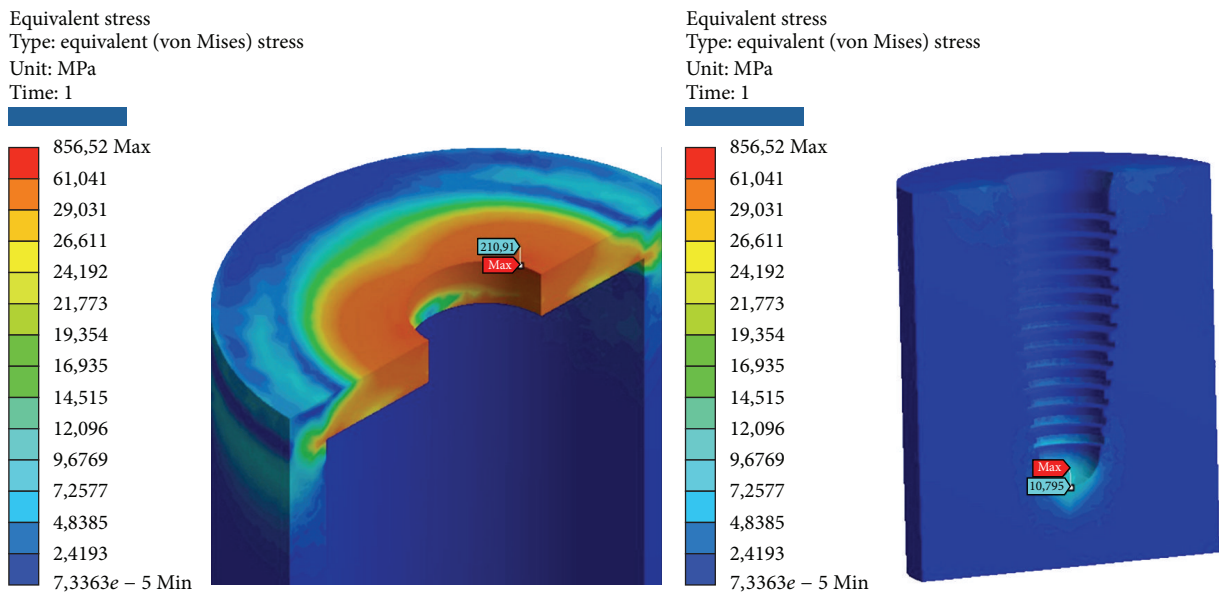 Equivalent stress
Type: equivalent (von Mises) stress
Unit: MPa
Time: 1
856,52 Max
61,041
29,031
26,611
24,192
21,773
19,354
16,935
14,515
12,096
9,6769
7,2577
4,8385
2,4193
7,3363e − 5 Min
210,91
Max
Equivalent stress
Type: equivalent (von Mises) stress
Unit: MPa
Time: 1
856,52 Max
61,041
29,031
26,611
24,192
21,773
19,354
16,935
14,515
12,096
9,6769
7,2577
4,8385
2,4193
7,3363e − 5 Min
Max
10,795